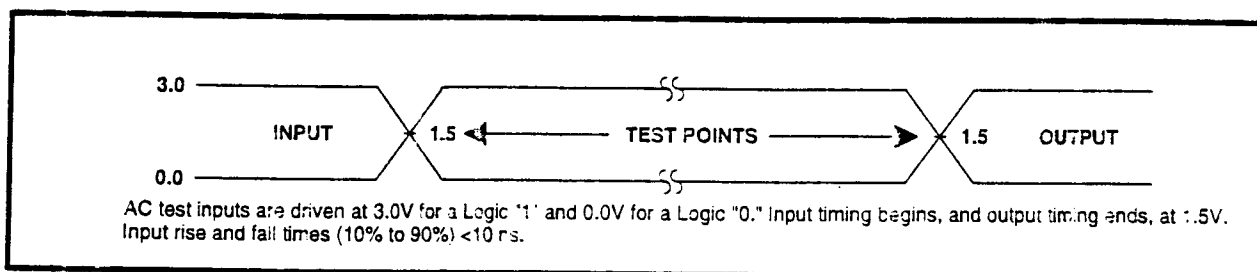 3.0
INPUT 1.5 TEST POINTS 1.5 OUTPUT
0.0
AC test inputs are driven at 3.0V for a Logic "1" and 0.0V for a Logic "0." Input timing begins, and output timing ends, at 1.5V.
Input rise and fall times (10% to 90%) <10 ns.